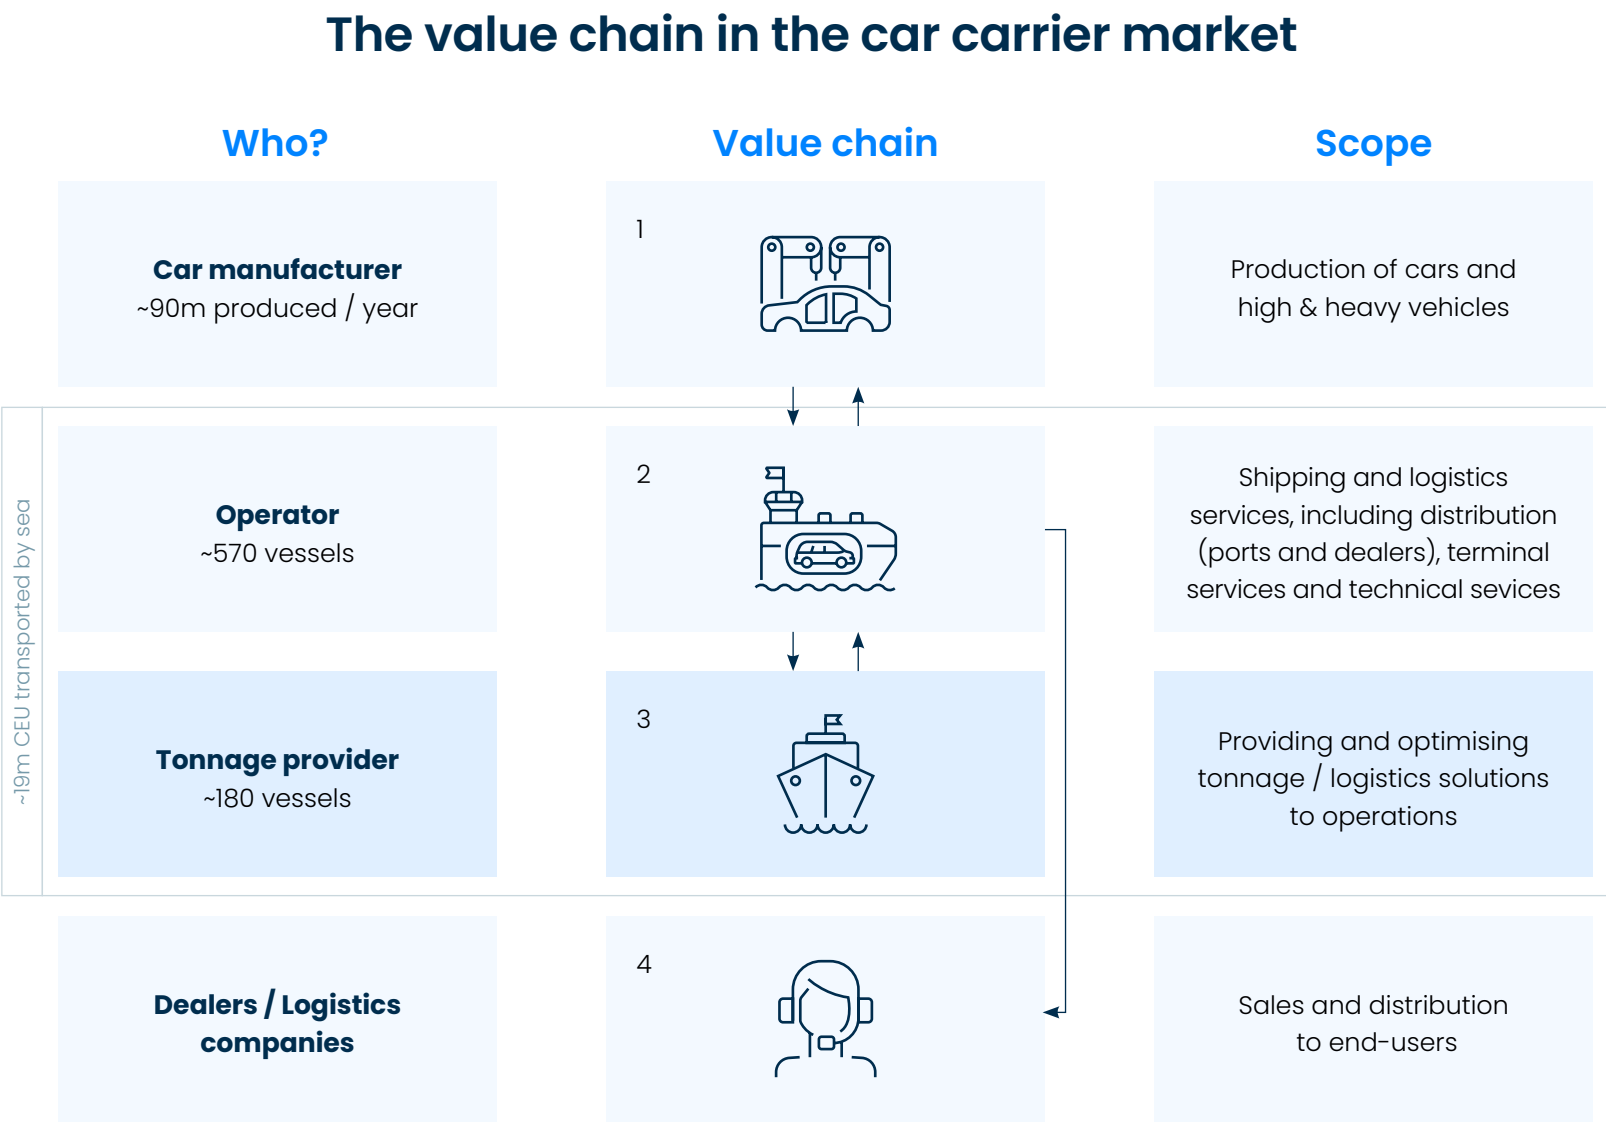 The value chain in the car carrier market
Who?
Value chain
Scope
Car manufacturer
~90m produced / year
1
Production of cars and
high & heavy vehicles
~19m CEU transported by sea
Operator
~570 vessels
2
Shipping and logistics
services, including distribution
(ports and dealers), terminal
services and technical sevices
Tonnage provider
~180 vessels
3
Providing and optimising
tonnage / logistics solutions
to operations
Dealers / Logistics
companies
4
Sales and distribution
to end-users